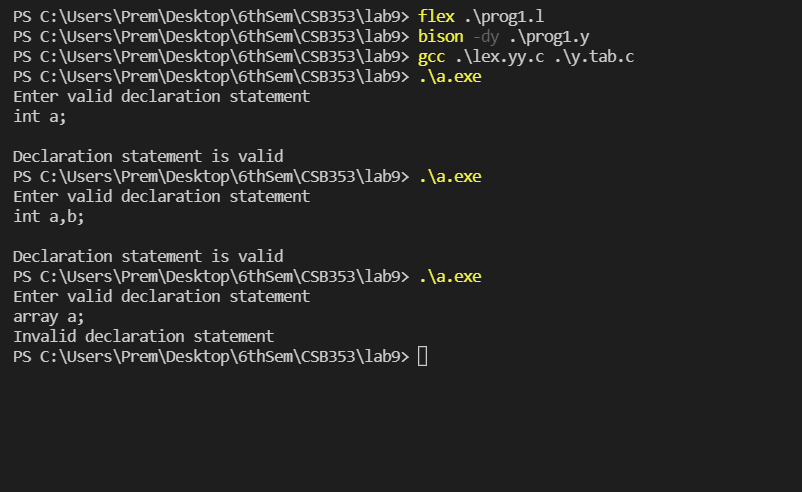 PS C:\Users\Prem\Desktop\6thSem\CSB353\lab9> flex .\prog1.l
PS C:\Users\Prem\Desktop\6thSem\CSB353\lab9> bison -dy .\prog1.y
PS C:\Users\Prem\Desktop\6thSem\CSB353\lab9> gcc .\lex.yy.c .\y.tab.c
PS C:\Users\Prem\Desktop\6thSem\CSB353\lab9> .\a.exe
Enter valid declaration statement
int a;
Declaration statement is valid
PS C:\Users\Prem\Desktop\6thSem\CSB353\lab9> .\a.exe
Enter valid declaration statement
int a,b;
Declaration statement is valid
PS C:\Users\Prem\Desktop\6thSem\CSB353\lab9> .\a.exe
Enter valid declaration statement
array a;
Invalid declaration statement
PS C:\Users\Prem\Desktop\6thSem\CSB353\lab9>